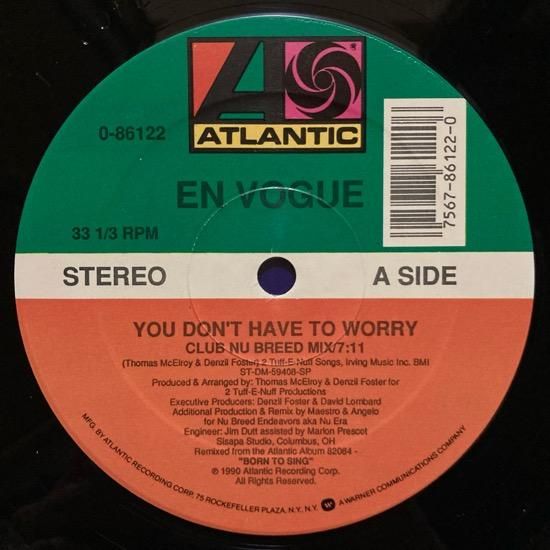 ATLANTIC
0-86122
EN VOGUE
7567-86122-0
33 1/3 RPM
STEREO
A SIDE
YOU DON'T HAVE TO WORRY
CLUB NU BREED MIX/7:11
(Thomas McElroy & Denzil Foster) 2 Tuff-E-Nuff Songs, Irving Music Inc. BMI
ST-DM-59408-SP
Produced & Arranged by: Thomas McElroy & Denzil Foster for
2 Tuff-E-Nuff Productions
Executive Producers: Denzil Foster & David Lombard
Additional Production & Remix by Maestro & Angelo
for Nu Breed Endeavors aka Nu Era
Engineer: Jim Dutt assisted by Marlon Prescot
Sisapa Studio, Columbus, OH
Remixed from the Atlantic Album 82084 -
"BORN TO SING"
℗ 1990 Atlantic Recording Corp.
All Rights Reserved.
MFG. BY ATLANTIC RECORDING CORP. 75 ROCKEFELLER PLAZA, N.Y., N.Y. A WARNER COMMUNICATIONS COMPANY